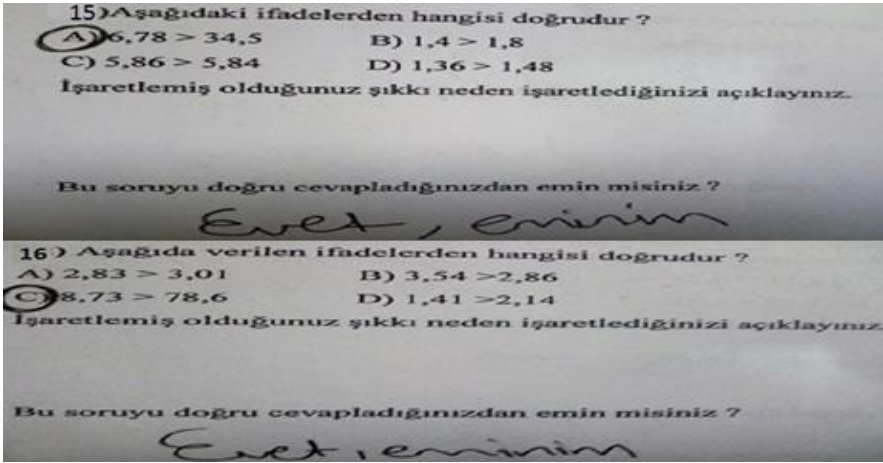 15)Aşağıdaki ifadelerden hangisi doğrudur ?
A) 6,78 > 34,5 B) 1,4 > 1,8
C) 5,86 > 5,84 D) 1,36 > 1,48
İşaretlemiş olduğunuz şıkkı neden işaretlediğinizi açıklayınız.
Bu soruyu doğru cevapladığınızdan emin misiniz ?
Evet, eminim
16) Aşağıda verilen ifadelerden hangisi doğrudur ?
A) 2,83 > 3,01 B) 3,54 >2,86
C) 8,73 > 78,6 D) 1,41 >2,14
İşaretlemiş olduğunuz şıkkı neden işaretlediğinizi açıklayınız
Bu soruyu doğru cevapladığınızdan emin misiniz ?
Evet, eminim